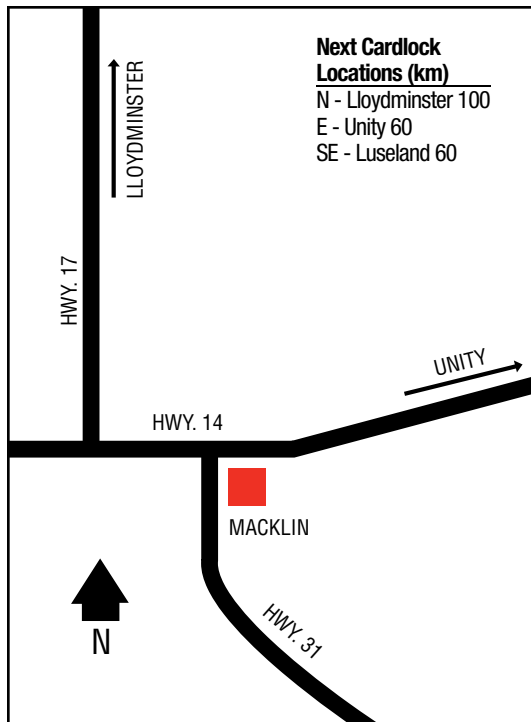 Next Cardlock
Locations (km)
N - Lloydminster 100
E - Unity 60
SE - Luseland 60
LLOYDMINSTER
HWY. 17
UNITY
HWY. 14
MACKLIN
HWY. 31
N